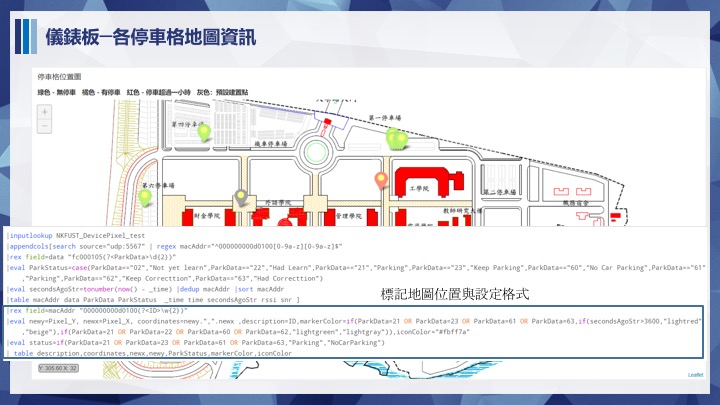 儀錶板─各停車格地圖資訊
停車格位置圖
綠色 - 無停車 橘色 - 有停車 紅色 - 停車超過一小時 灰色: 預設建置點
+
−
第一停車場
第四停車場
機車停車場
第六停車場
工學院
第二停車場
財金學院
外語學院
管理學院
教師研究大樓
職務宿舍
|inputlookup NKFUST_DevicePixel_test
|appendcols[search source="udp:5567" | regex macAddr="^000000000d0100[0-9a-z][0-9a-z]$"
|rex field=data "fc000105(?<ParkData>\d{2})"
|eval ParkStatus=case(ParkData=="02","Not yet learn",ParkData=="22","Had Learn",ParkData=="21","Parking",ParkData=="23","Keep Parking",ParkData=="60","No Car Parking",ParkData=="61"
,"Parking",ParkData=="62","Keep Correttion",ParkData=="63","Had Correttion")
|eval secondsAgoStr=tonumber(now() - _time) |dedup macAddr |sort macAddr
|table macAddr data ParkData ParkStatus _time time secondsAgoStr rssi snr ]
標記地圖位置與設定格式
|rex field=macAddr "000000000d0100(?<ID>\w{2})"
|eval newy=Pixel_Y, newx=Pixel_X, coordinates=newy.",".newx ,description=ID,markerColor=if(ParkData=21 OR ParkData=23 OR ParkData=61 OR ParkData=63,if(secondsAgoStr>3600,"lightred"
,"beige"),if(ParkData=21 OR ParkData=22 OR ParkData=60 OR ParkData=62,"lightgreen","lightgray")),iconColor="#fbff7a"
|eval status=if(ParkData=21 OR ParkData=23 OR ParkData=61 OR ParkData=63,"Parking","NoCarParking")
| table description,coordinates,newx,newy,ParkStatus,markerColor,iconColor
Y: 305.60 X: 32
Leaflet